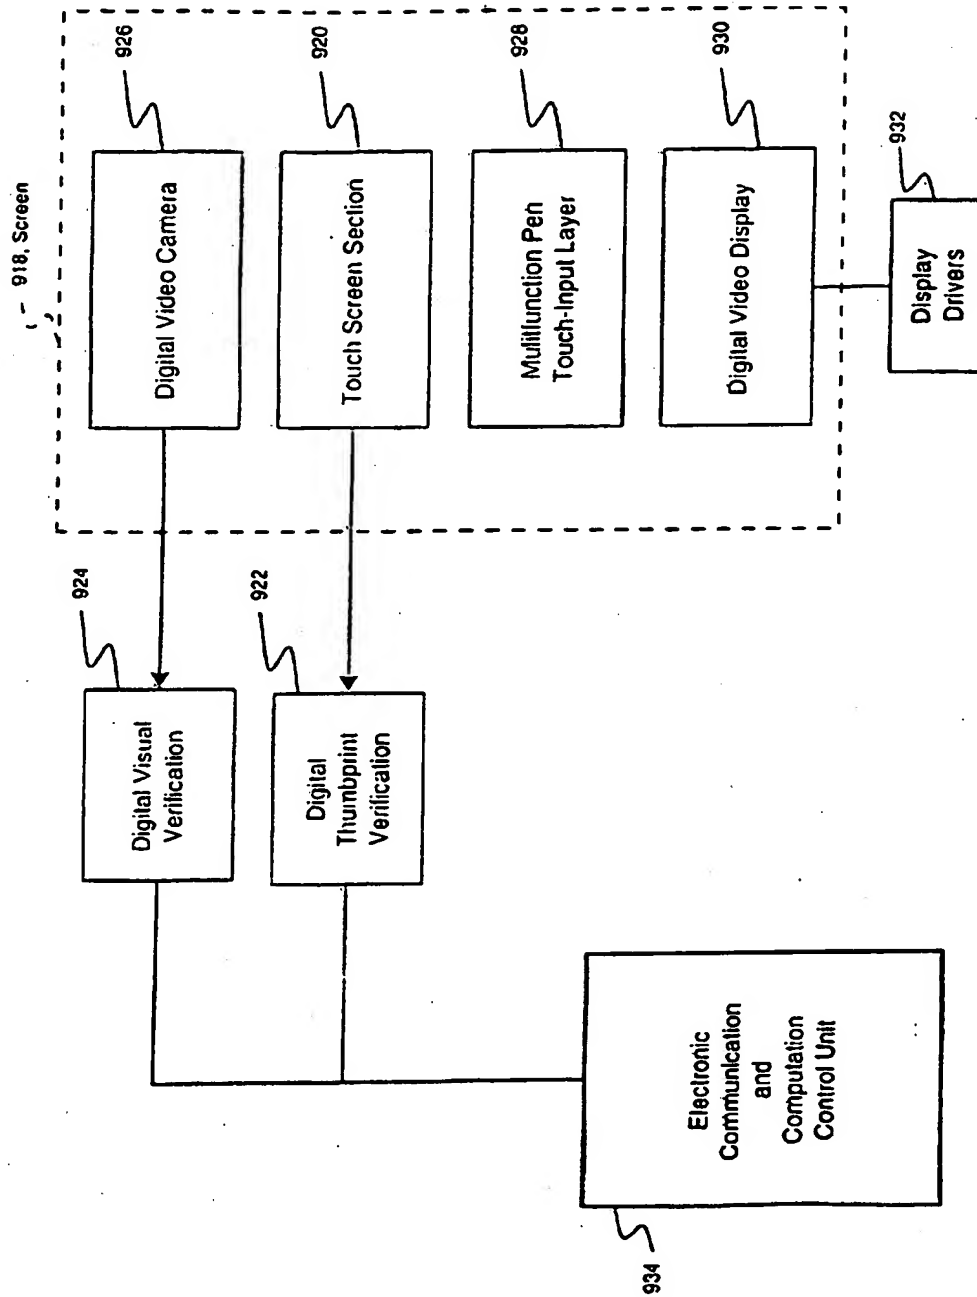 918, Screen
926
Digital Video Camera
920
Touch Screen Section
928
Mulitifunction Pen
Touch-Input Layer
930
Digital Video Display
932
Display
Drivers
924
Digital Visual
Verification
922
Digital
Thumbprint
Verification
934
Electronic
Communication
and
Computation
Control Unit